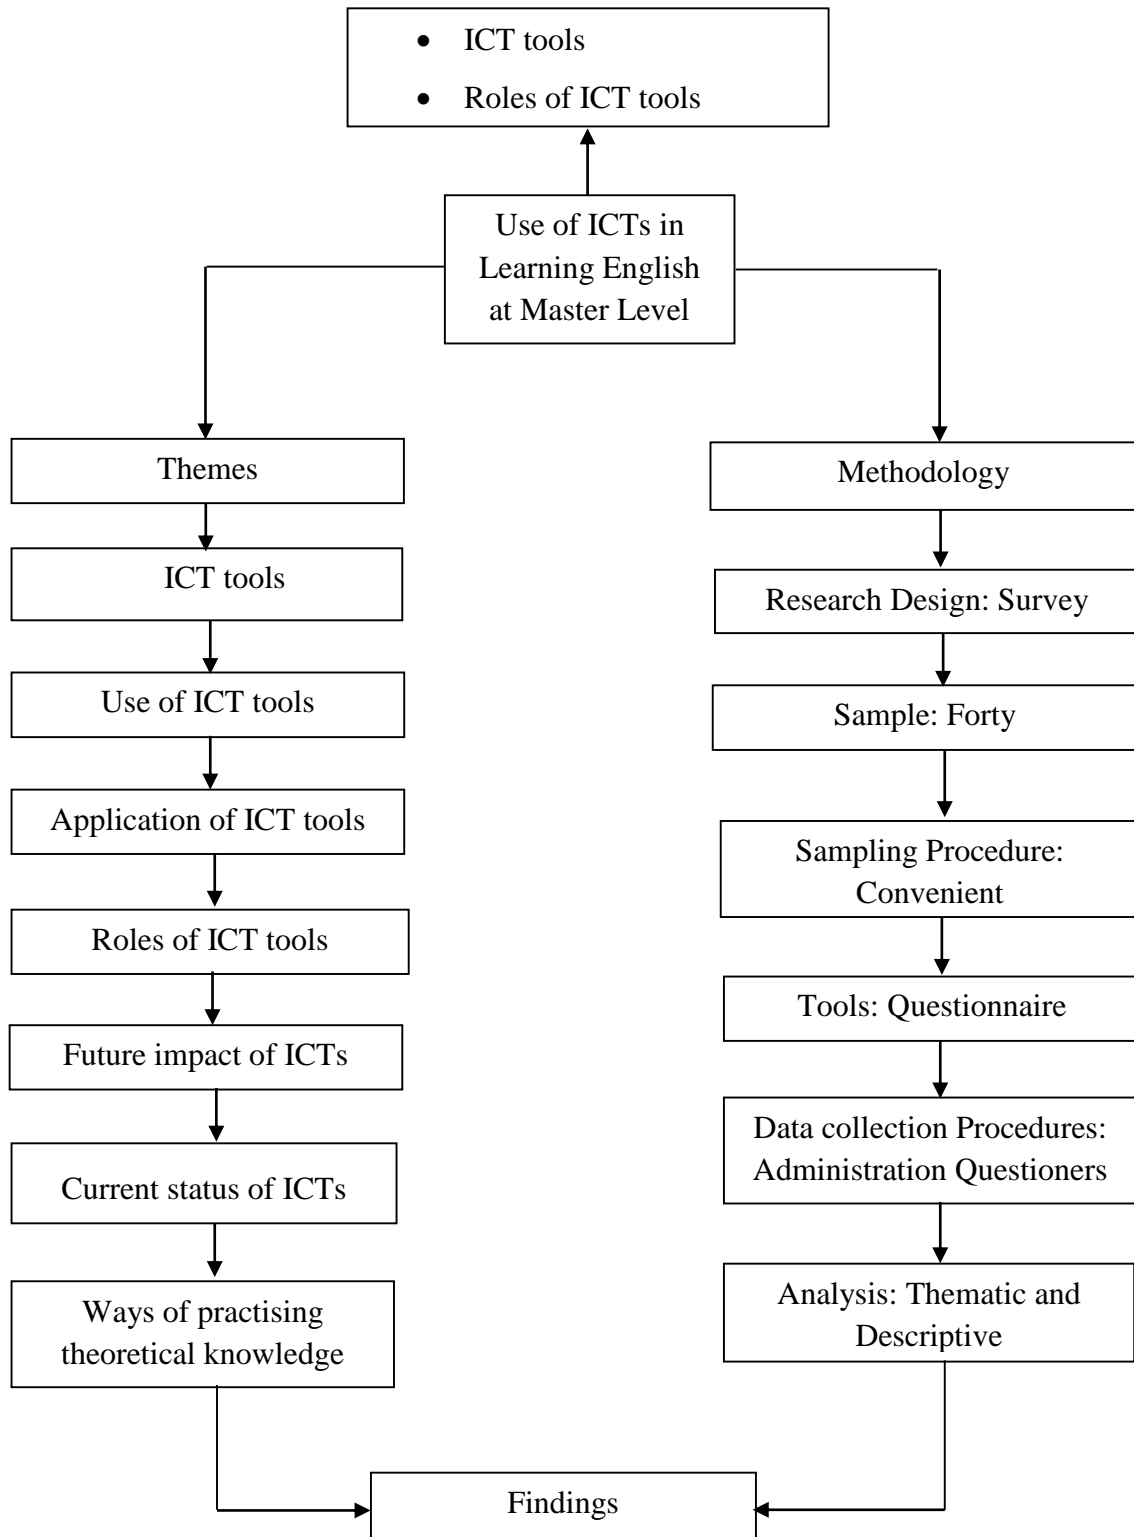 • ICT tools
• Roles of ICT tools
Use of ICTs in
Learning English
at Master Level
Themes
ICT tools
Use of ICT tools
Application of ICT tools
Roles of ICT tools
Future impact of ICTs
Current status of ICTs
Ways of practising
theoretical knowledge
Methodology
Research Design: Survey
Sample: Forty
Sampling Procedure:
Convenient
Tools: Questionnaire
Data collection Procedures:
Administration Questioners
Analysis: Thematic and
Descriptive
Findings